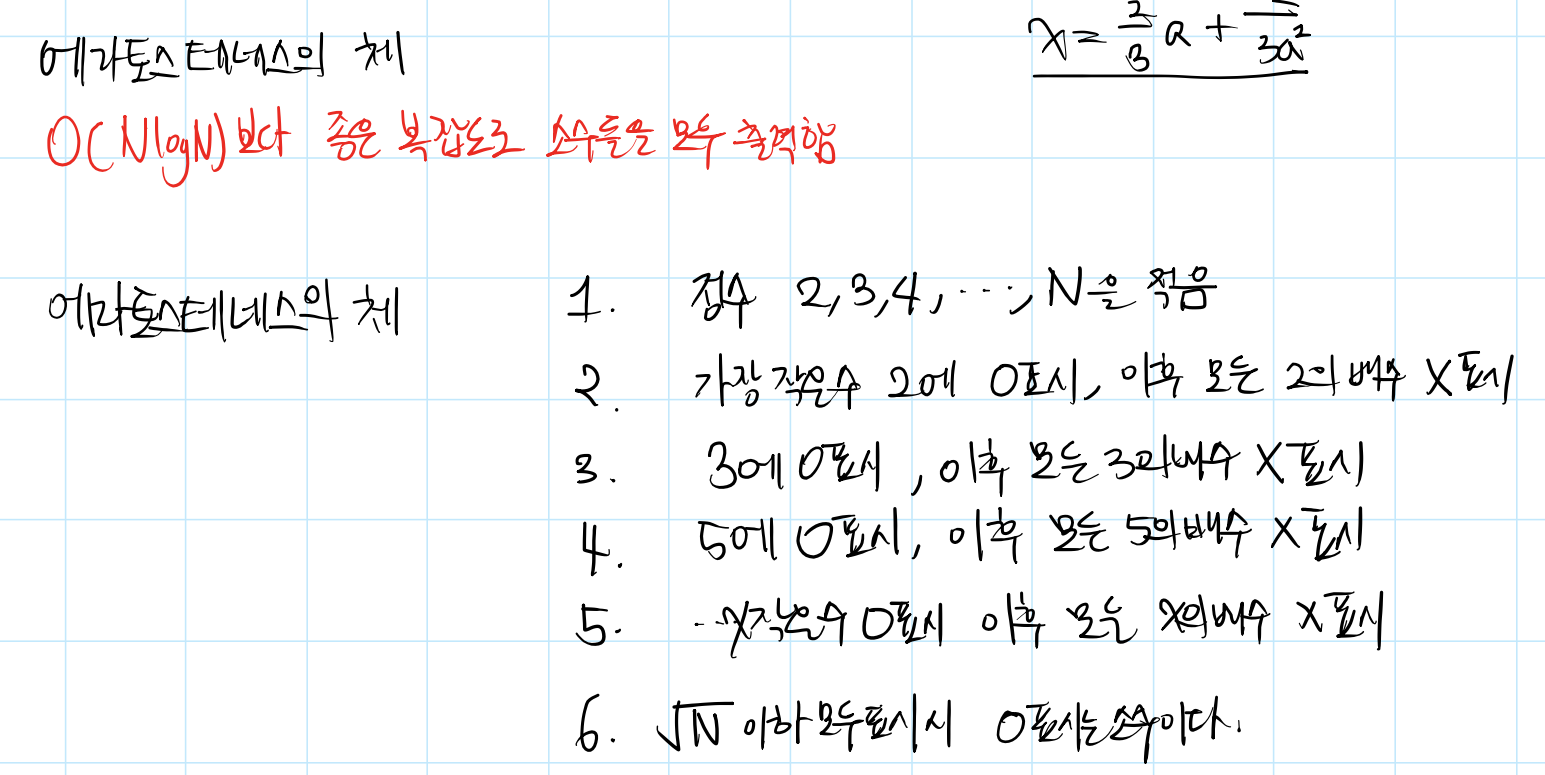 에라토스테네스의 체
x = 2/3 a + /3a²
O(NlogN)보다 좋은 복잡도로 소수들을 모두 출력함
에라토스테네스의 체
1. 정수 2,3,4, ···, N을 적음
2. 가장 작은수 2에 O표시, 이후 모든 2의 배수 X표시
3. 3에 O표시, 이후 모든 3의배수 X표시
4. 5에 O표시, 이후 모든 5의배수 X표시
5. ··x작은수 O표시 이후 모든 x의배수 X표시
6. √N 이하 모두표시시 O표시는소수이다.